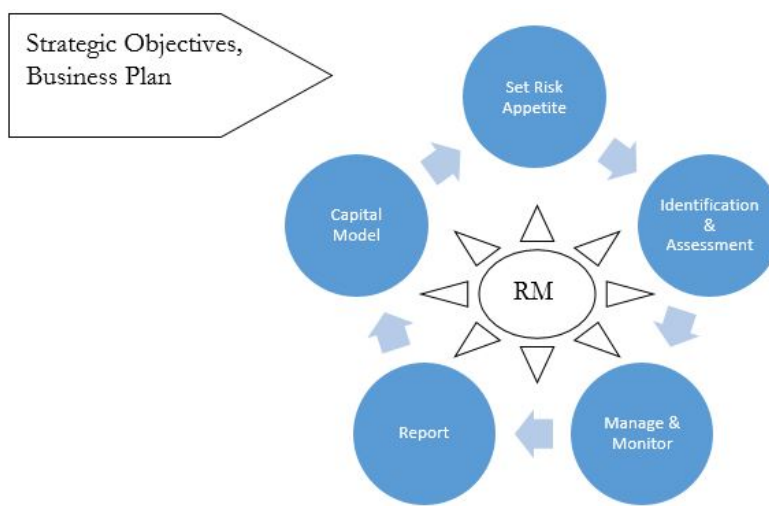 Strategic Objectives,
Business Plan
Set Risk
Appetite
Identification
&
Assessment
Manage &
Monitor
Report
Capital
Model
RM